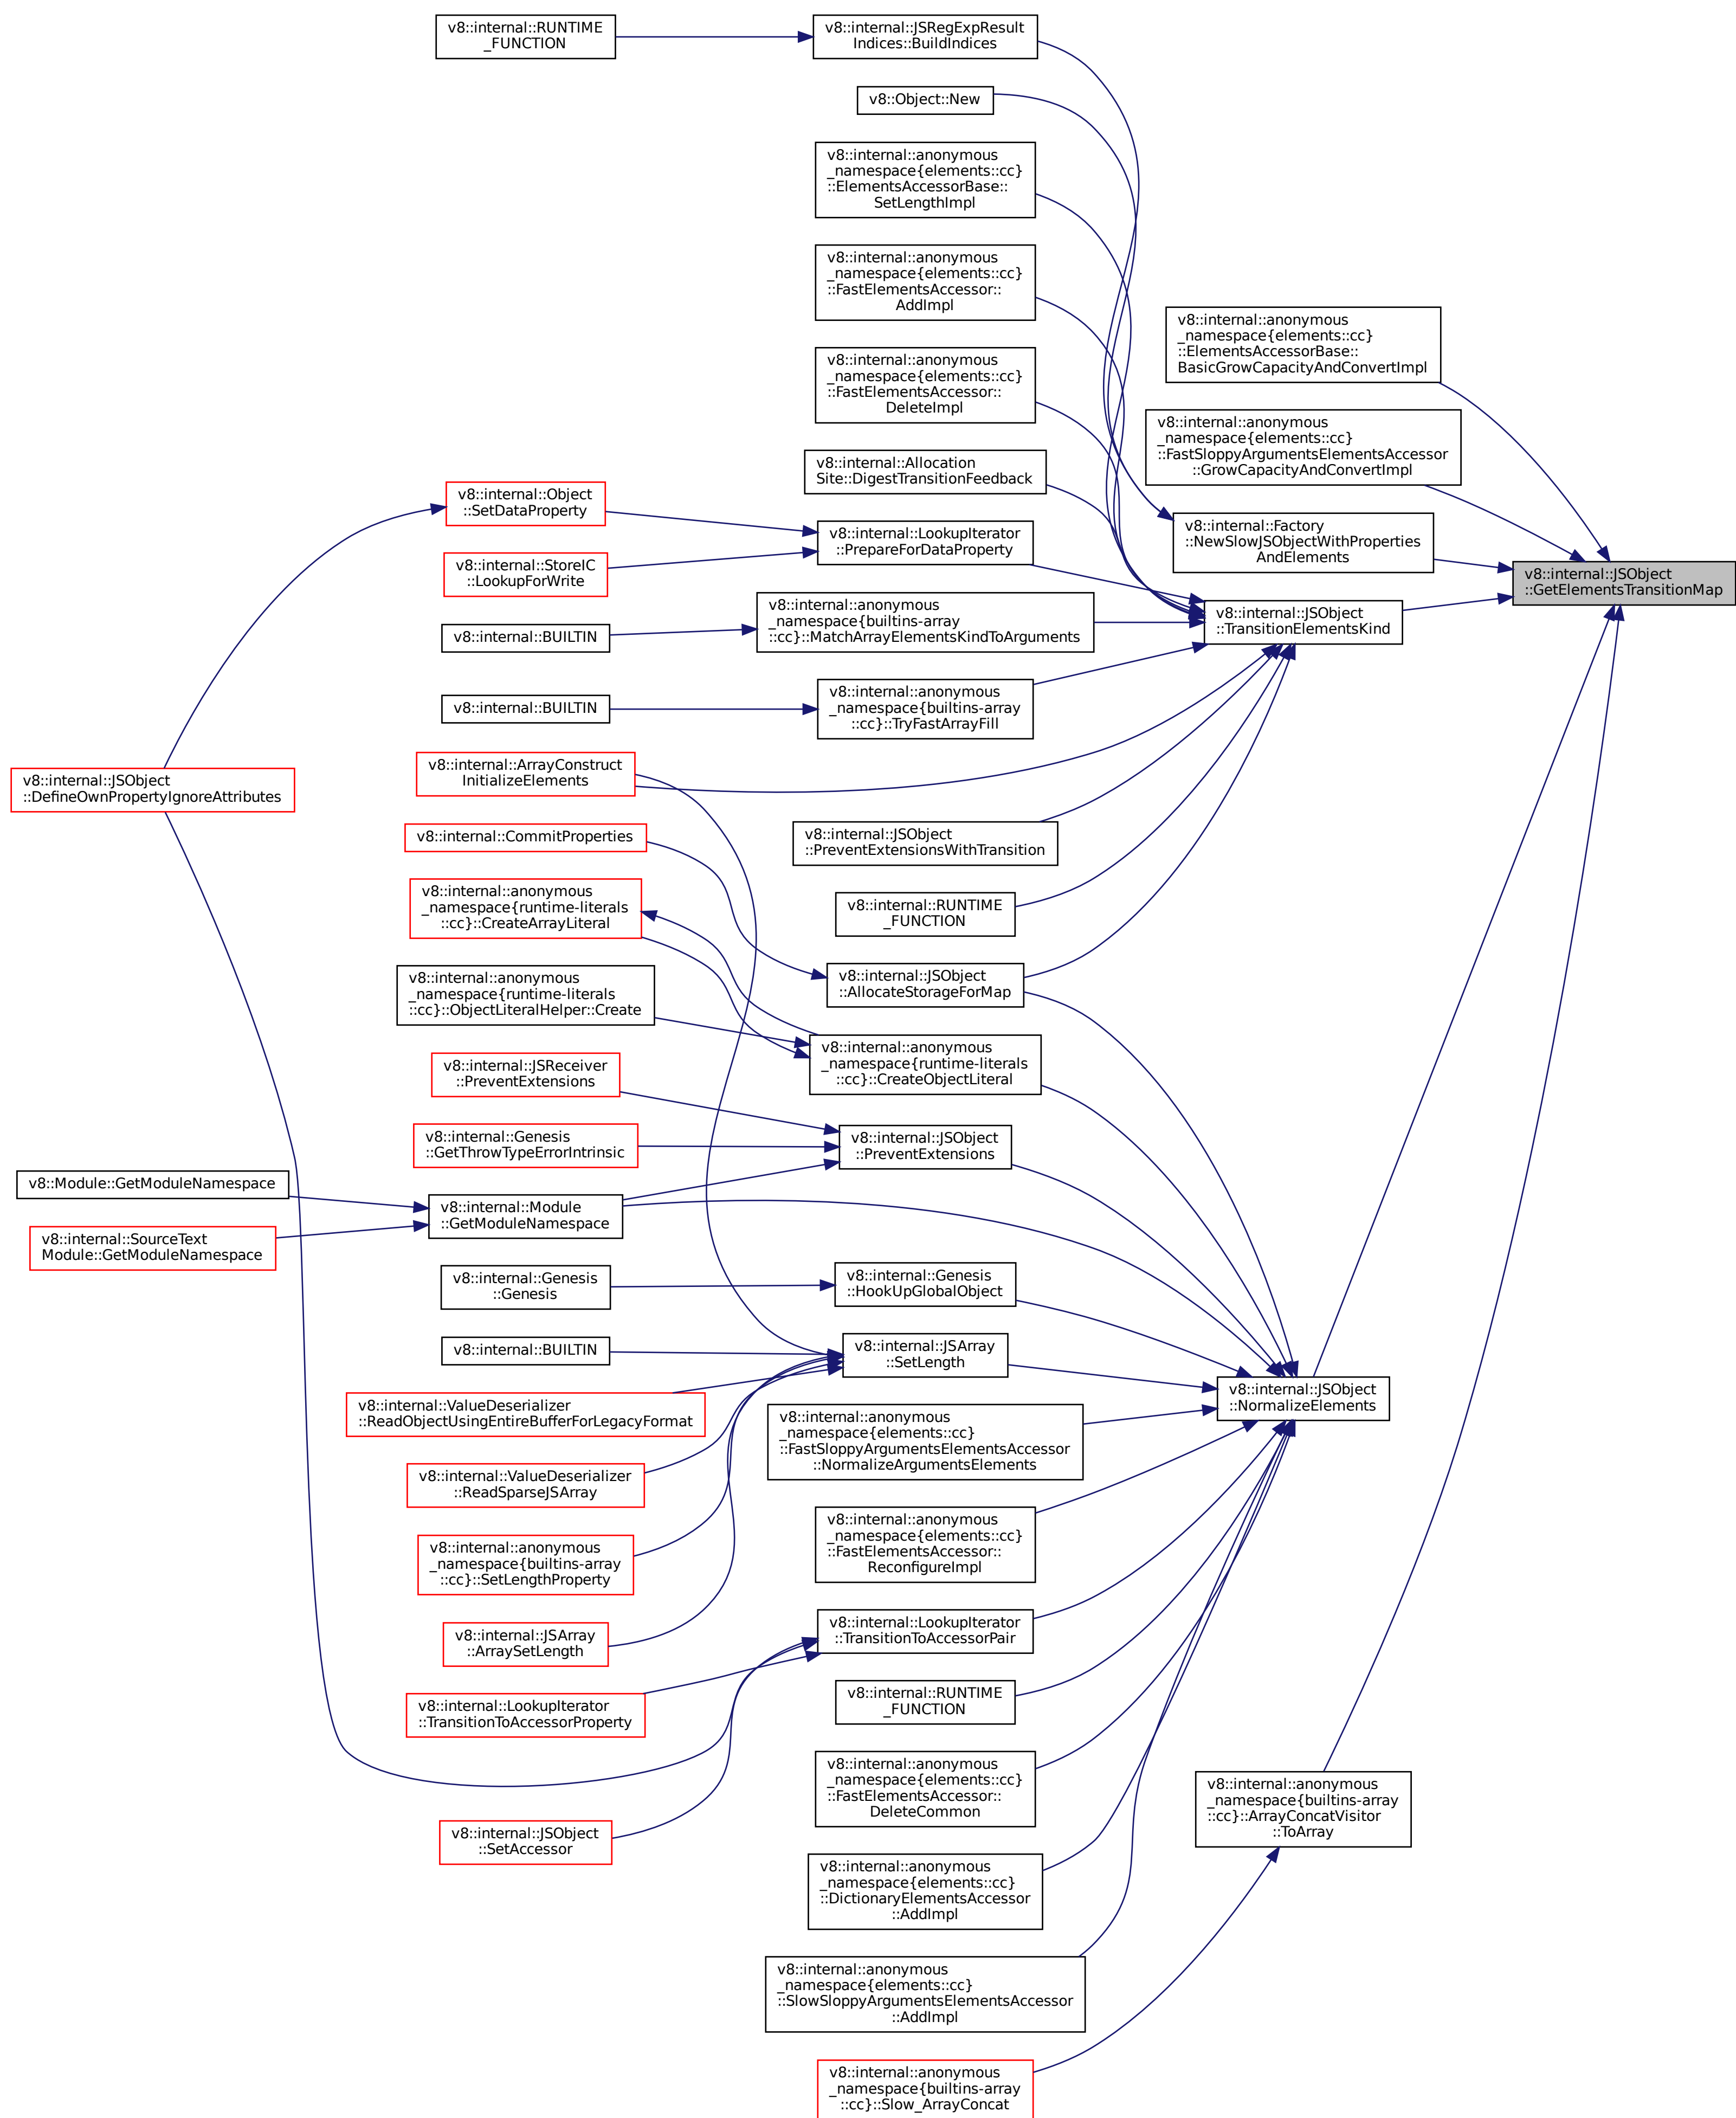 v8::internal::RUNTIME
_FUNCTION
v8::internal::JSRegExpResult
Indices::BuildIndices
v8::Object::New
v8::internal::anonymous
_namespace{elements::cc}
::ElementsAccessorBase::
SetLengthImpl
v8::internal::anonymous
_namespace{elements::cc}
::FastElementsAccessor::
AddImpl
v8::internal::anonymous
_namespace{elements::cc}
::ElementsAccessorBase::
BasicGrowCapacityAndConvertImpl
v8::internal::anonymous
_namespace{elements::cc}
::FastElementsAccessor::
DeleteImpl
v8::internal::anonymous
_namespace{elements::cc}
::FastSloppyArgumentsElementsAccessor
::GrowCapacityAndConvertImpl
v8::internal::Allocation
Site::DigestTransitionFeedback
v8::internal::Object
::SetDataProperty
v8::internal::LookupIterator
::PrepareForDataProperty
v8::internal::Factory
::NewSlowJSObjectWithProperties
AndElements
v8::internal::StoreIC
::LookupForWrite
v8::internal::JSObject
::GetElementsTransitionMap
v8::internal::BUILTIN
v8::internal::anonymous
_namespace{builtins-array
::cc}::MatchArrayElementsKindToArguments
v8::internal::JSObject
::TransitionElementsKind
v8::internal::BUILTIN
v8::internal::anonymous
_namespace{builtins-array
::cc}::TryFastArrayFill
v8::internal::JSObject
::DefineOwnPropertyIgnoreAttributes
v8::internal::ArrayConstruct
InitializeElements
v8::internal::CommitProperties
v8::internal::JSObject
::PreventExtensionsWithTransition
v8::internal::anonymous
_namespace{runtime-literals
::cc}::CreateArrayLiteral
v8::internal::RUNTIME
_FUNCTION
v8::internal::anonymous
_namespace{runtime-literals
::cc}::ObjectLiteralHelper::Create
v8::internal::JSObject
::AllocateStorageForMap
v8::internal::JSReceiver
::PreventExtensions
v8::internal::anonymous
_namespace{runtime-literals
::cc}::CreateObjectLiteral
v8::internal::Genesis
::GetThrowTypeErrorIntrinsic
v8::internal::JSObject
::PreventExtensions
v8::Module::GetModuleNamespace
v8::internal::Module
::GetModuleNamespace
v8::internal::SourceText
Module::GetModuleNamespace
v8::internal::Genesis
::Genesis
v8::internal::Genesis
::HookUpGlobalObject
v8::internal::BUILTIN
v8::internal::JSArray
::SetLength
v8::internal::JSObject
::NormalizeElements
v8::internal::ValueDeserializer
::ReadObjectUsingEntireBufferForLegacyFormat
v8::internal::anonymous
_namespace{elements::cc}
::FastSloppyArgumentsElementsAccessor
::NormalizeArgumentsElements
v8::internal::ValueDeserializer
::ReadSparseJSArray
v8::internal::anonymous
_namespace{elements::cc}
::FastElementsAccessor::
ReconfigureImpl
v8::internal::anonymous
_namespace{builtins-array
::cc}::SetLengthProperty
v8::internal::JSArray
::ArraySetLength
v8::internal::LookupIterator
::TransitionToAccessorPair
v8::internal::LookupIterator
::TransitionToAccessorProperty
v8::internal::RUNTIME
_FUNCTION
v8::internal::JSObject
::SetAccessor
v8::internal::anonymous
_namespace{elements::cc}
::FastElementsAccessor::
DeleteCommon
v8::internal::anonymous
_namespace{builtins-array
::cc}::ArrayConcatVisitor
::ToArray
v8::internal::anonymous
_namespace{elements::cc}
::DictionaryElementsAccessor
::AddImpl
v8::internal::anonymous
_namespace{elements::cc}
::SlowSloppyArgumentsElementsAccessor
::AddImpl
v8::internal::anonymous
_namespace{builtins-array
::cc}::Slow_ArrayConcat